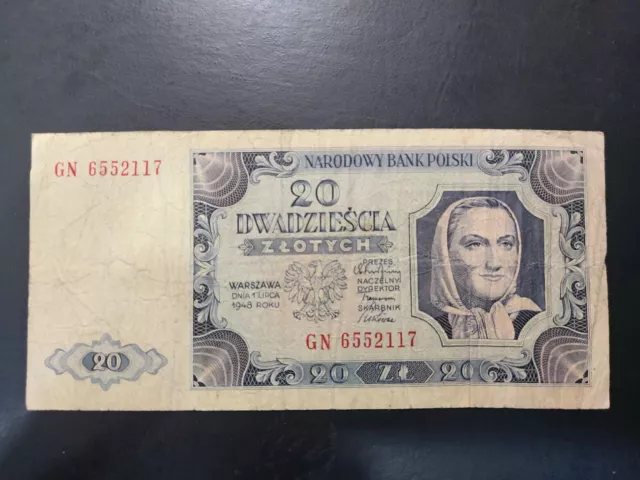 GN 6552117
NARODOWY BANK POLSKI
20
DWADZIEŚCIA
ZŁOTYCH
WARSZAWA
DNIA 1 LIPCA
1948 ROKU
PREZES
NACZELNY
DYREKTOR
SKARBNIK
GN 6552117
20
20 ZŁ 20